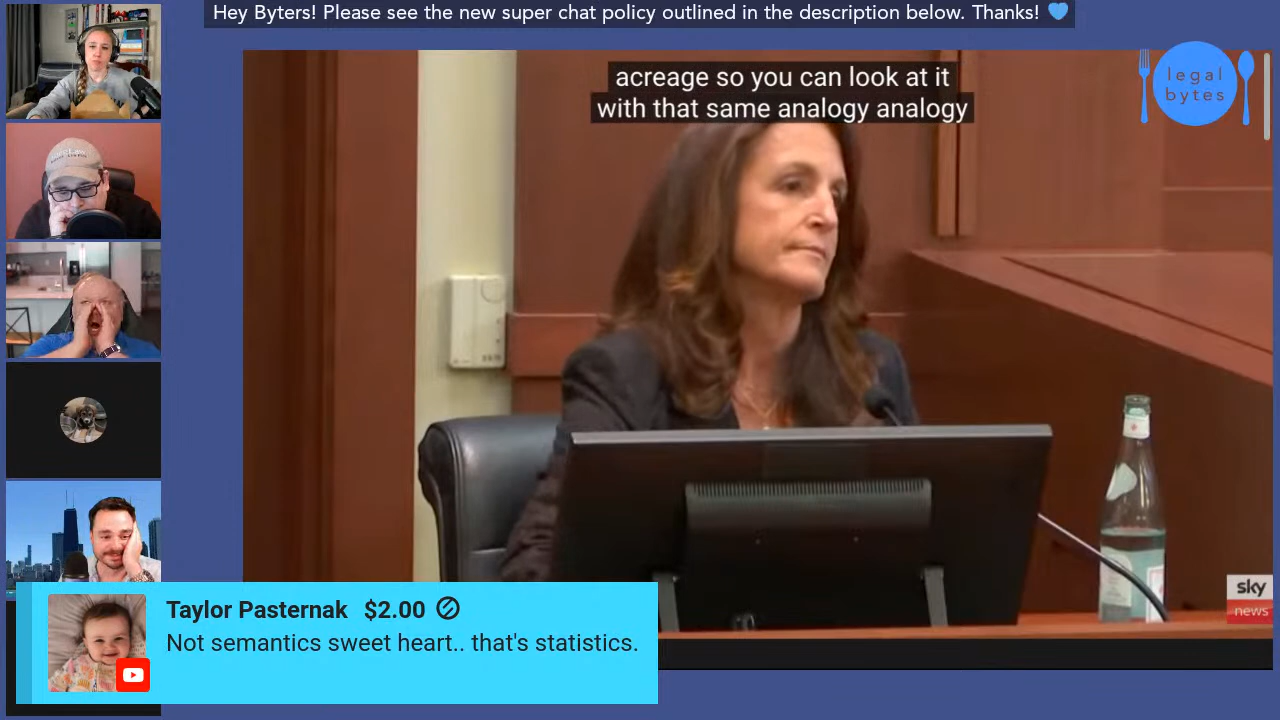 Hey Byters! Please see the new super chat policy outlined in the description below. Thanks! 💙
acreage so you can look at it
with that same analogy analogy
legal
bytes
sky
news
Taylor Pasternak $2.00
Not semantics sweet heart.. that's statistics.